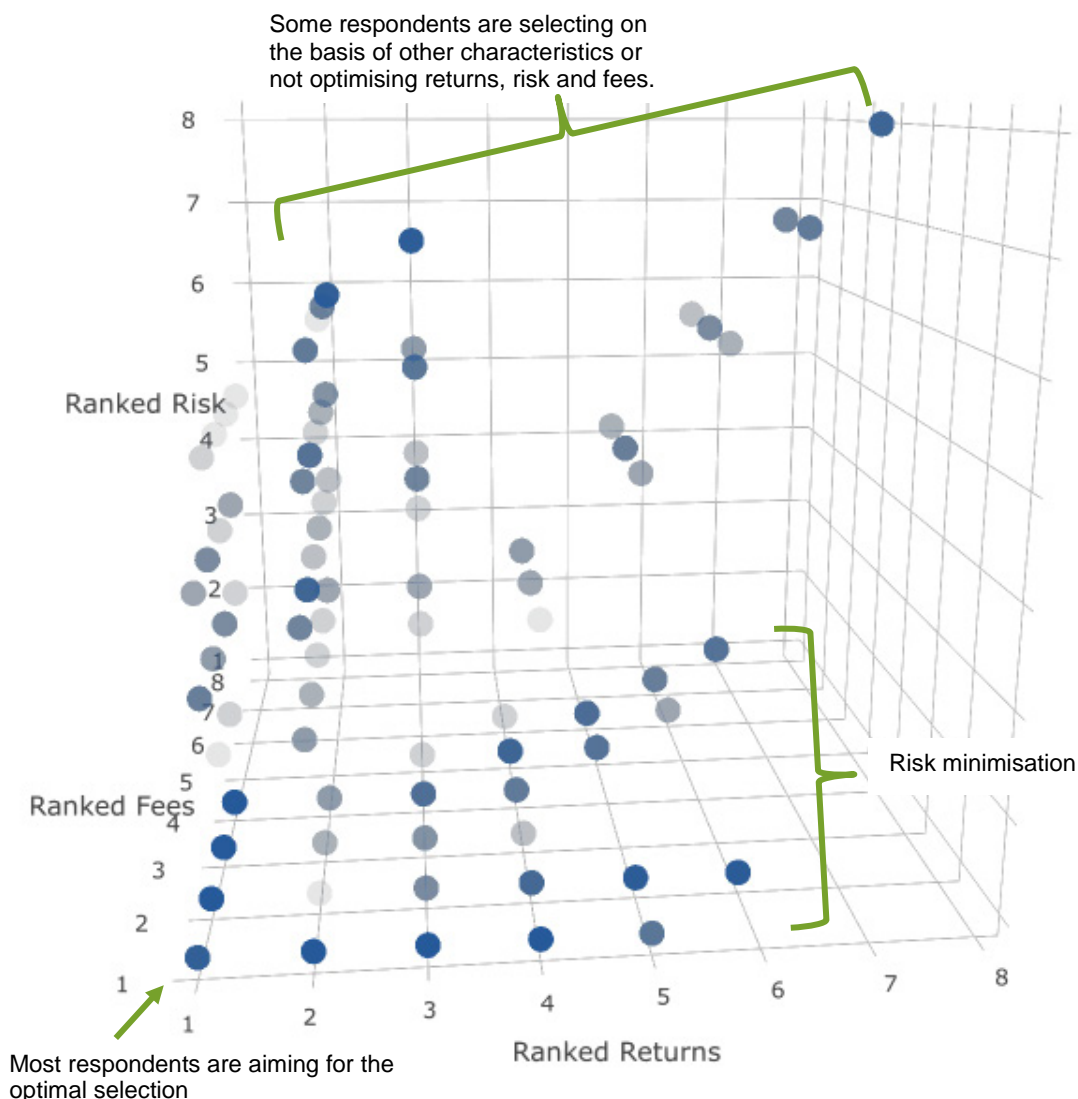 Some respondents are selecting on
the basis of other characteristics or
not optimising returns, risk and fees.
8
7
6
5
Ranked Risk
4
3
2
1
8
7
6
5
Ranked Fees
4
3
2
1
Risk minimisation
1
2
3
4
5
6
7
8
Ranked Returns
Most respondents are aiming for the
optimal selection